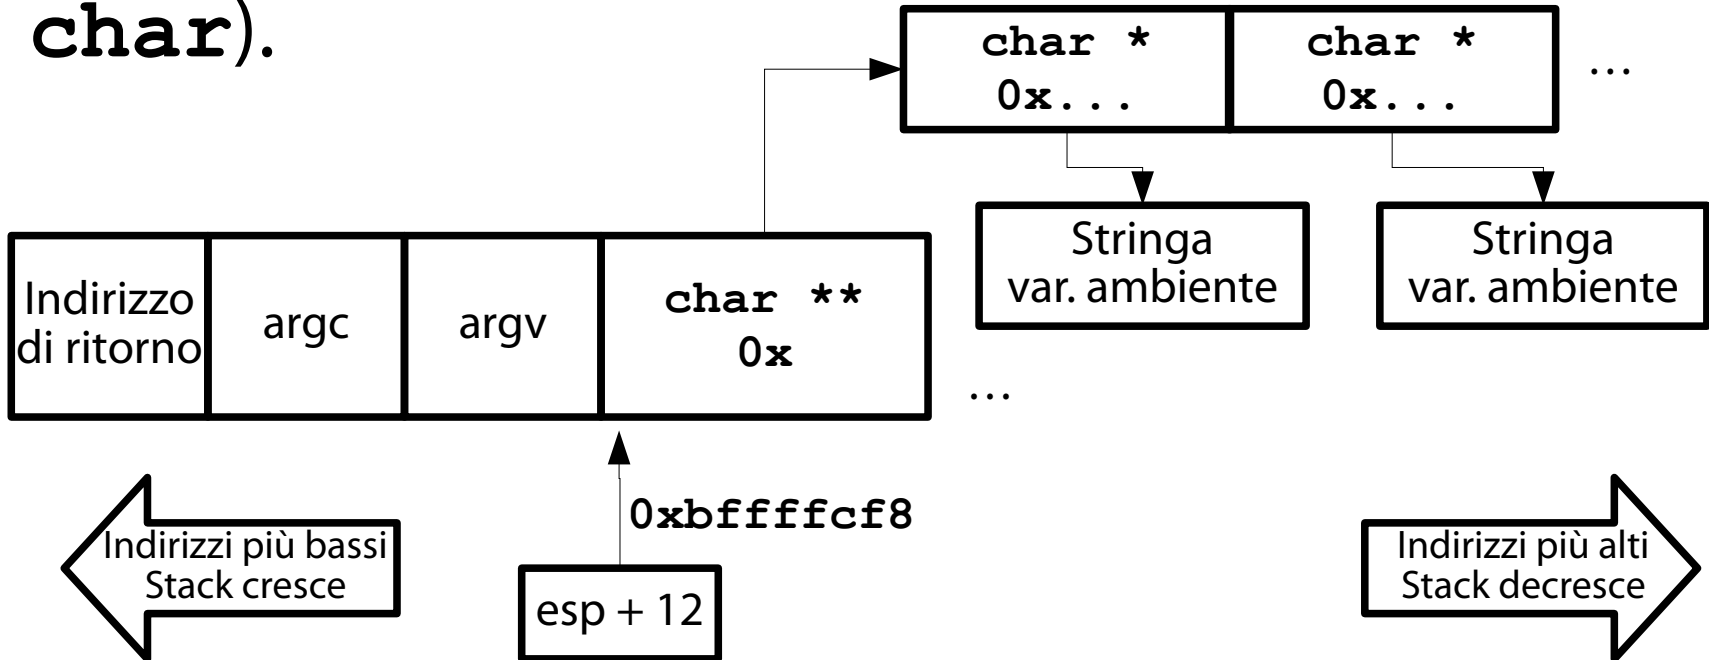 char).
char * char * ...
0x... 0x...
Stringa Stringa
var. ambiente var. ambiente
Indirizzo
di ritorno
argc
argv
char **
0x
...
0xbffffcf8
esp + 12
Indirizzi più bassi
Stack cresce
Indirizzi più alti
Stack decresce